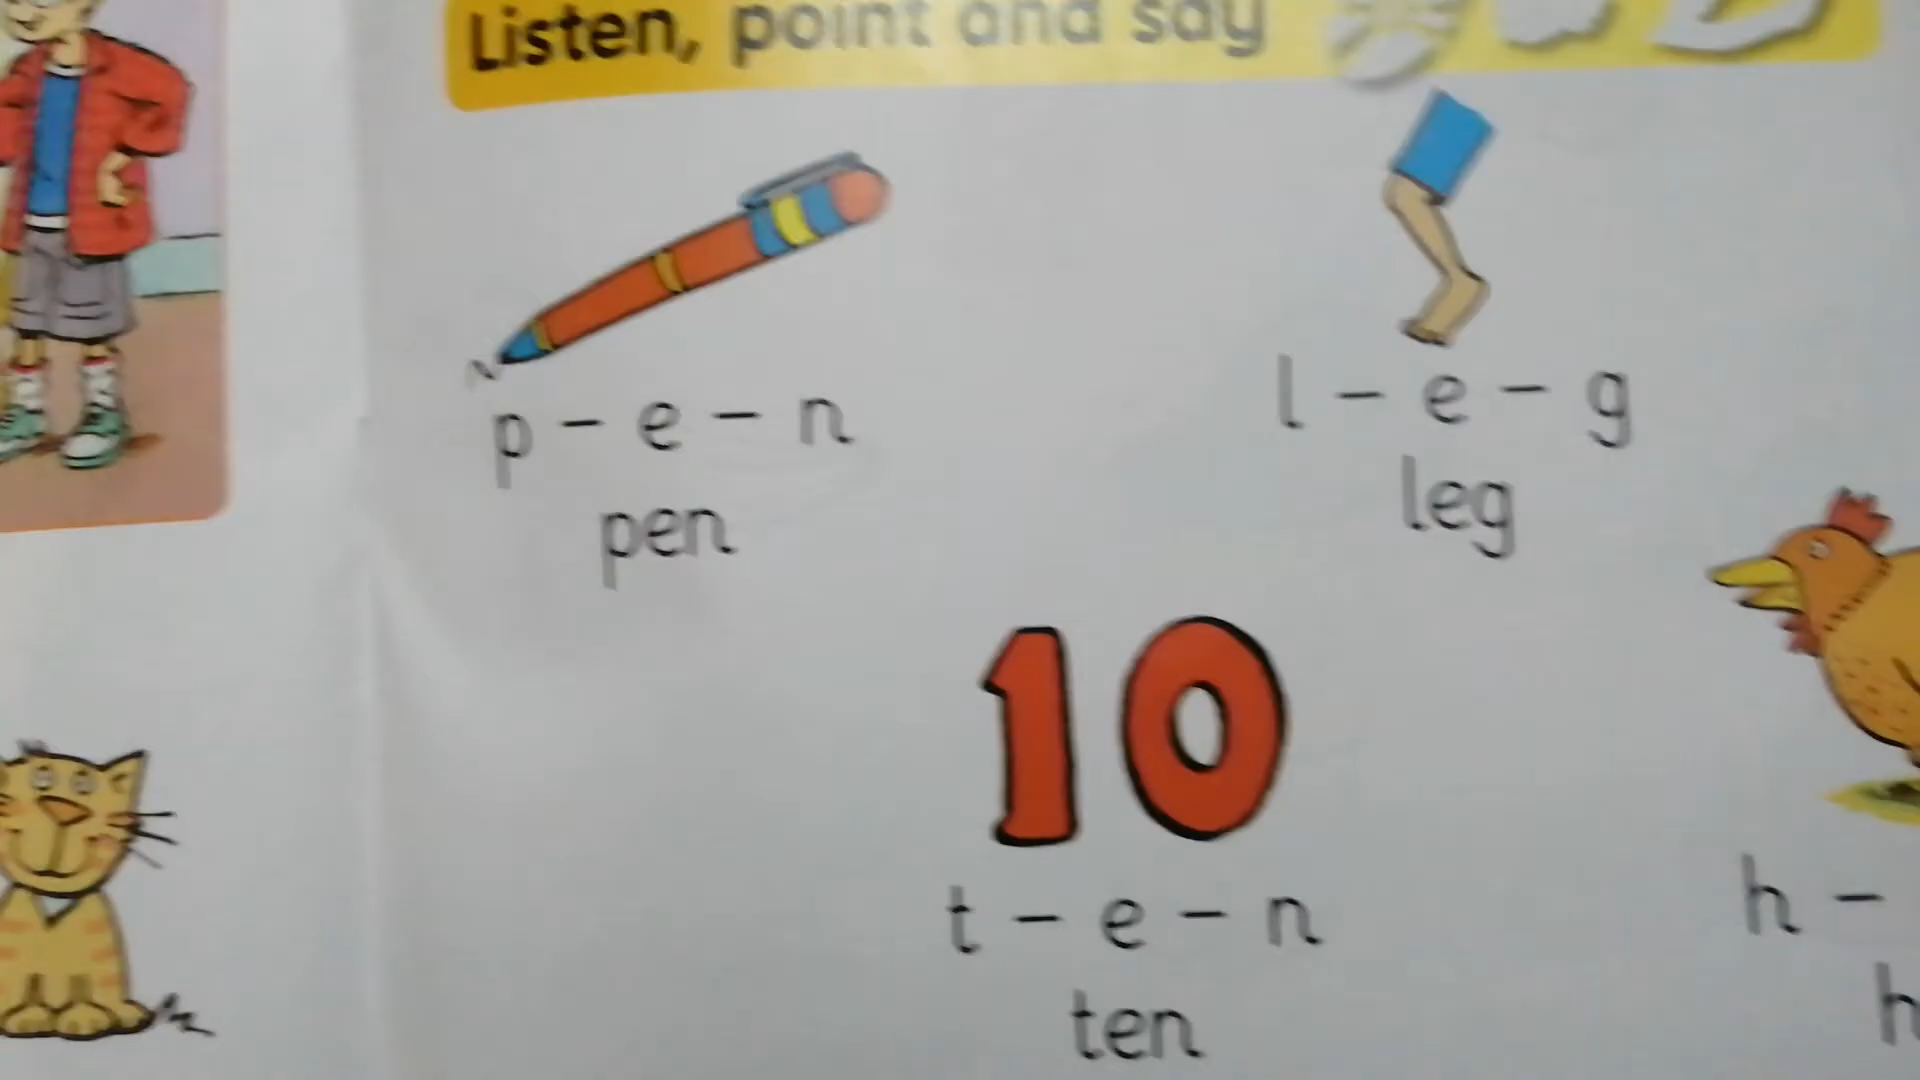 Listen, point and say
p – e – n
pen
l – e – g
leg
10
t – e – n
ten
h –
h